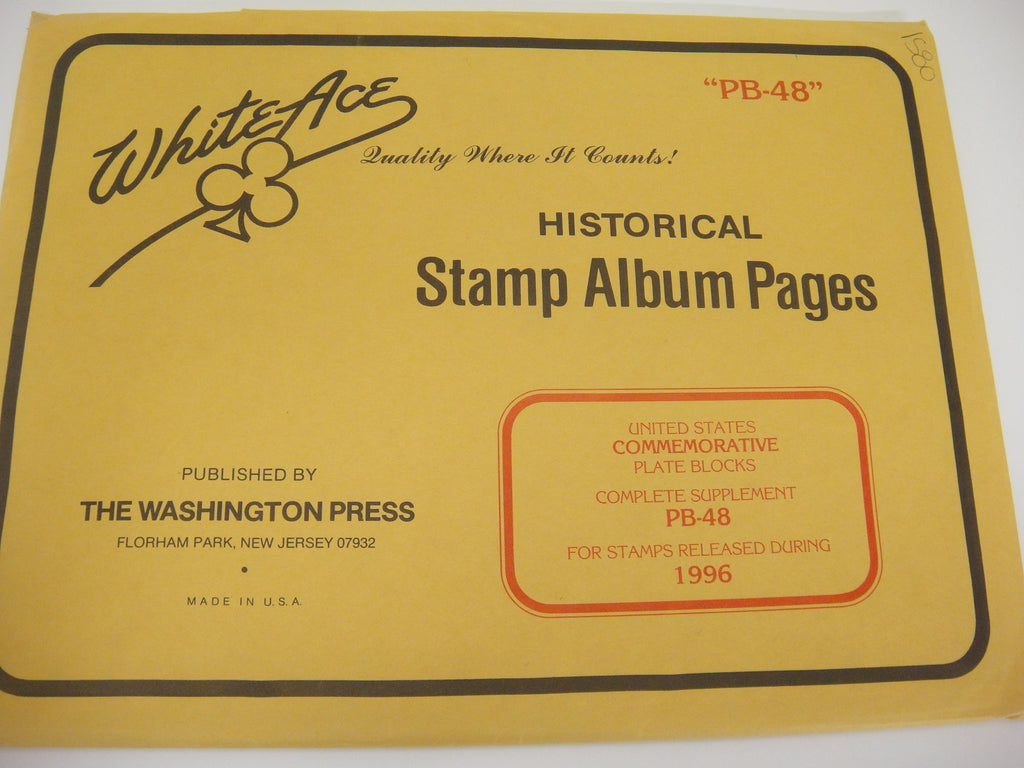 WhiteAce
"PB-48"
1580
Quality Where It Counts!
HISTORICAL
Stamp Album Pages
UNITED STATES
COMMEMORATIVE
PLATE BLOCKS
COMPLETE SUPPLEMENT
PB-48
FOR STAMPS RELEASED DURING
1996
PUBLISHED BY
THE WASHINGTON PRESS
FLORHAM PARK, NEW JERSEY 07932
•
MADE IN U.S.A.